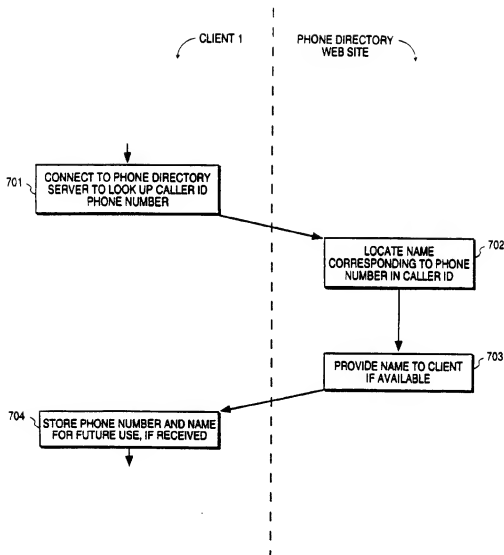 CLIENT 1
PHONE DIRECTORY
WEB SITE
701
CONNECT TO PHONE DIRECTORY
SERVER TO LOOK UP CALLER ID
PHONE NUMBER
702
LOCATE NAME
CORRESPONDING TO PHONE
NUMBER IN CALLER ID
703
PROVIDE NAME TO CLIENT
IF AVAILABLE
704
STORE PHONE NUMBER AND NAME
FOR FUTURE USE, IF RECEIVED